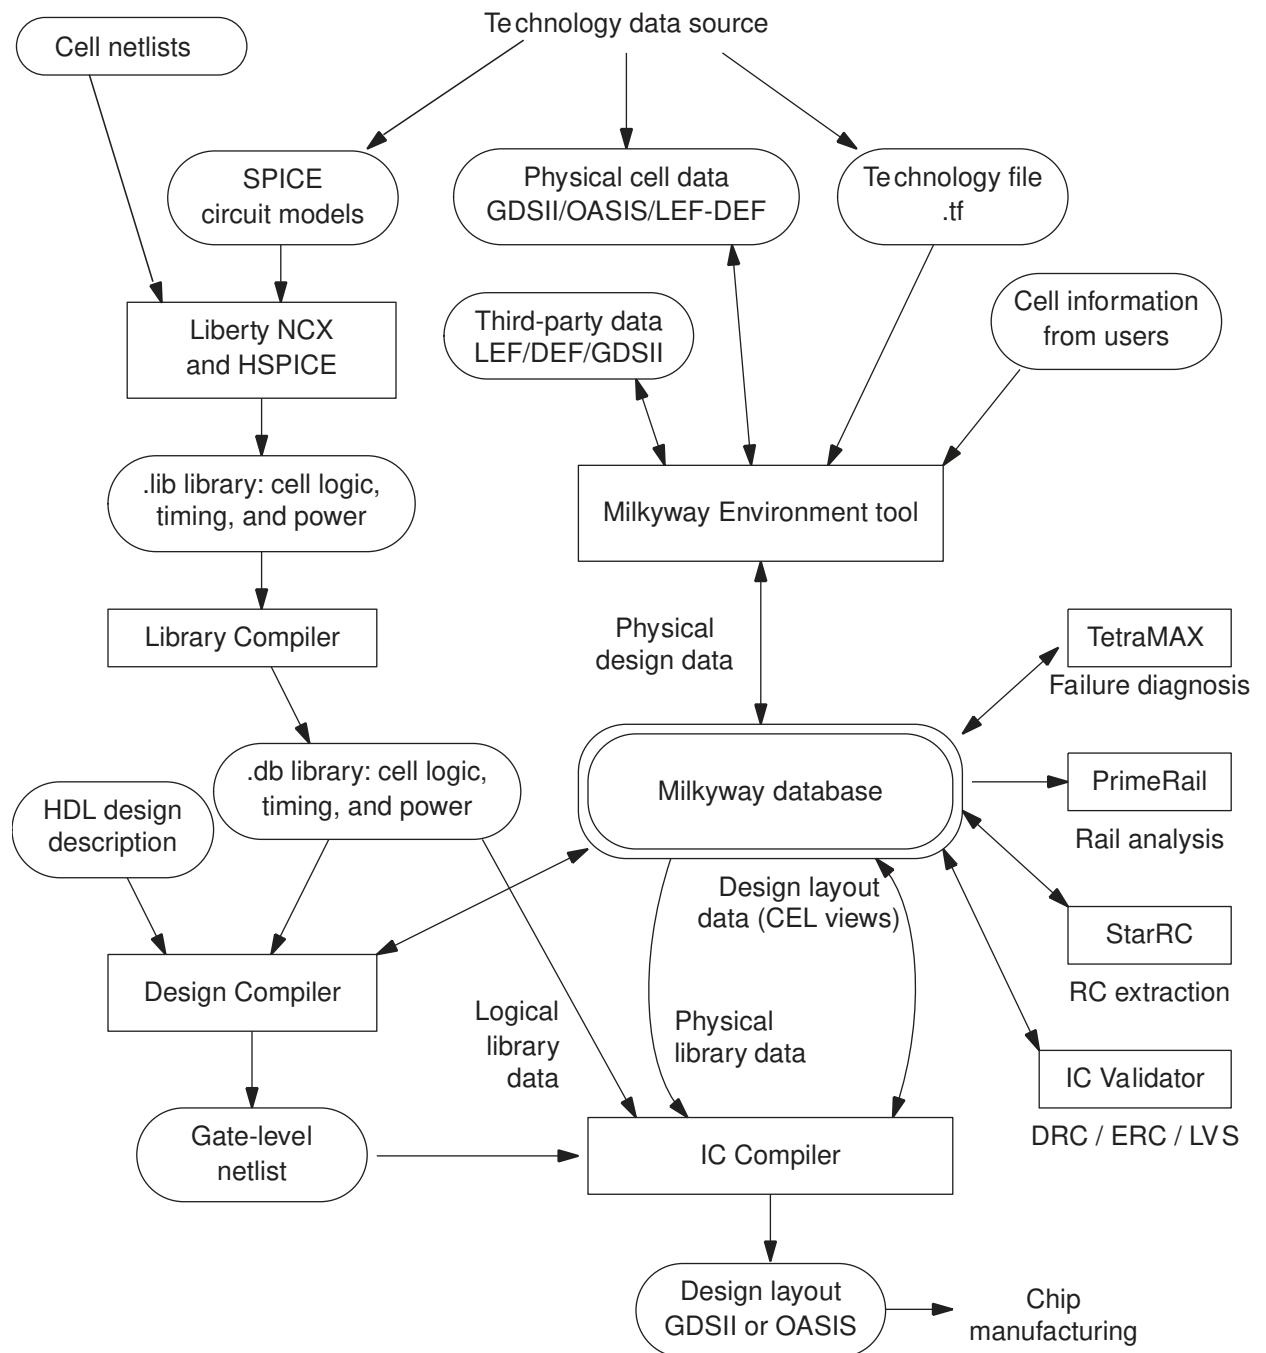 Technology data source
Cell netlists
SPICE
circuit models
Physical cell data
GDSII/OASIS/LEF-DEF
Technology file
.tf
Liberty NCX
and HSPICE
Third-party data
LEF/DEF/GDSII
Cell information
from users
.lib library: cell logic,
timing, and power
Milkyway Environment tool
Library Compiler
Physical
design data
TetraMAX
Failure diagnosis
.db library: cell logic,
timing, and power
HDL design
description
Milkyway database
PrimeRail
Rail analysis
Design layout
data (CEL views)
StarRC
RC extraction
Design Compiler
Logical
library
data
Physical
library data
IC Validator
DRC / ERC / LVS
Gate-level
netlist
IC Compiler
Design layout
GDSII or OASIS
Chip
manufacturing